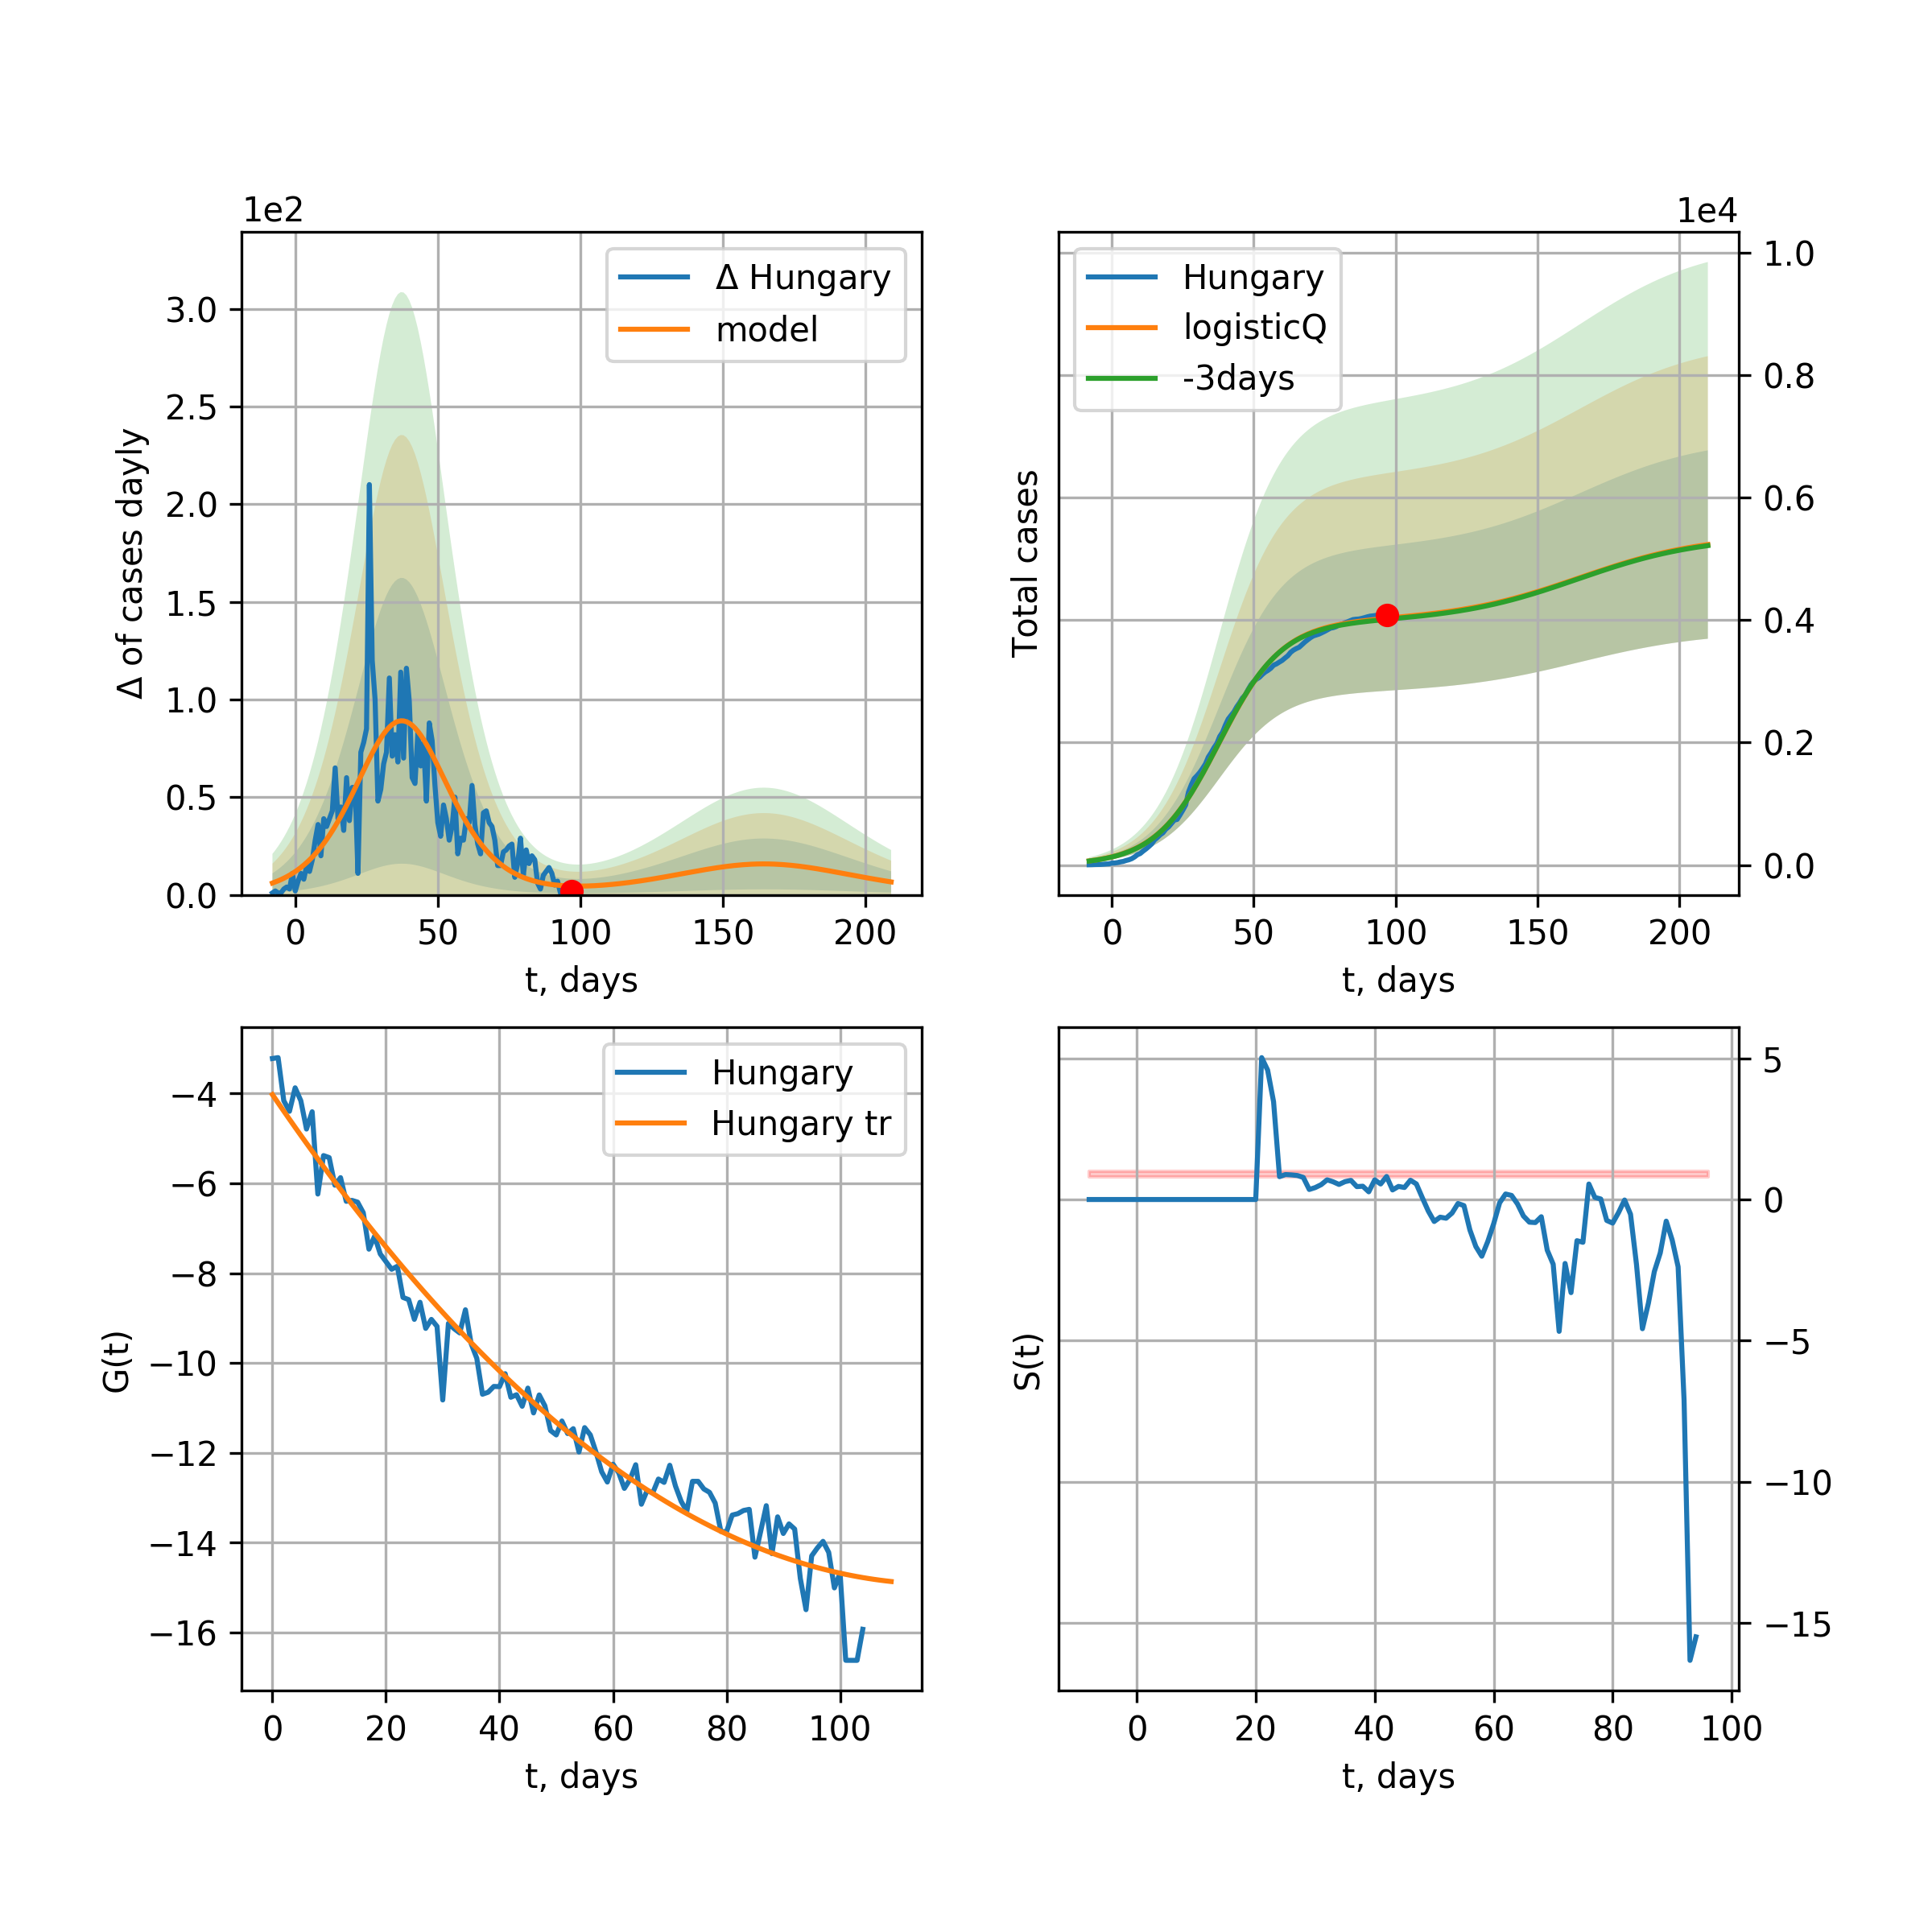 1e2
Δ of cases dayly
3.0
2.5
2.0
1.5
1.0
0.5
0.0
0 50 100 150 200
t, days
Δ Hungary
model
1e4
Total cases
1.0
0.8
0.6
0.4
0.2
0.0
0 50 100 150 200
t, days
Hungary
logisticQ
-3days
G(t)
−4
−6
−8
−10
−12
−14
−16
0 20 40 60 80 100
t, days
Hungary
Hungary tr
S(t)
5
0
−5
−10
−15
0 20 40 60 80 100
t, days